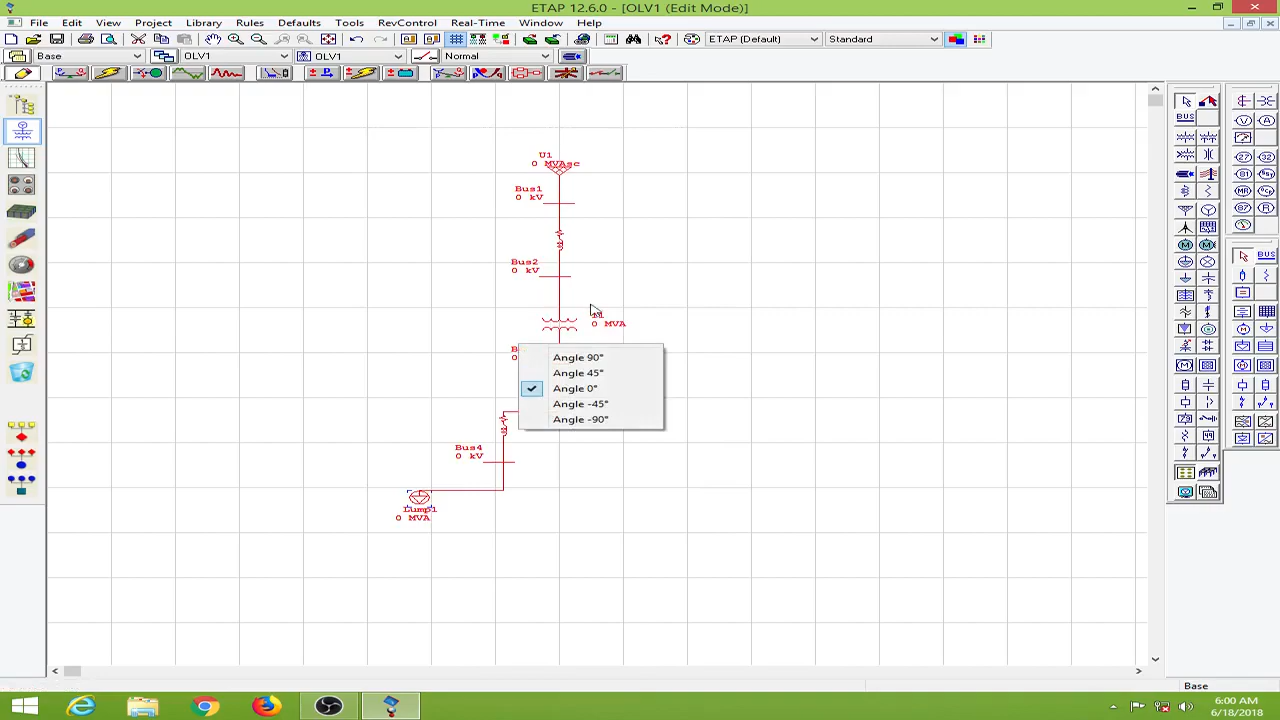 ETAP 12.6.0 - [OLV1 (Edit Mode)]
File Edit View Project Library Rules Defaults Tools RevControl Real-Time Window Help
ETAP (Default) Standard
Base OLV1 OLV1 Normal
U1
0 MVAsc
Bus1
0 kV
Bus2
0 kV
0 MVA
Angle 90°
Angle 45°
Angle 0°
Angle -45°
Angle -90°
Bus4
0 kV
Lump1
0 MVA
BUS
BUS
Base
6:00 AM
6/18/2018